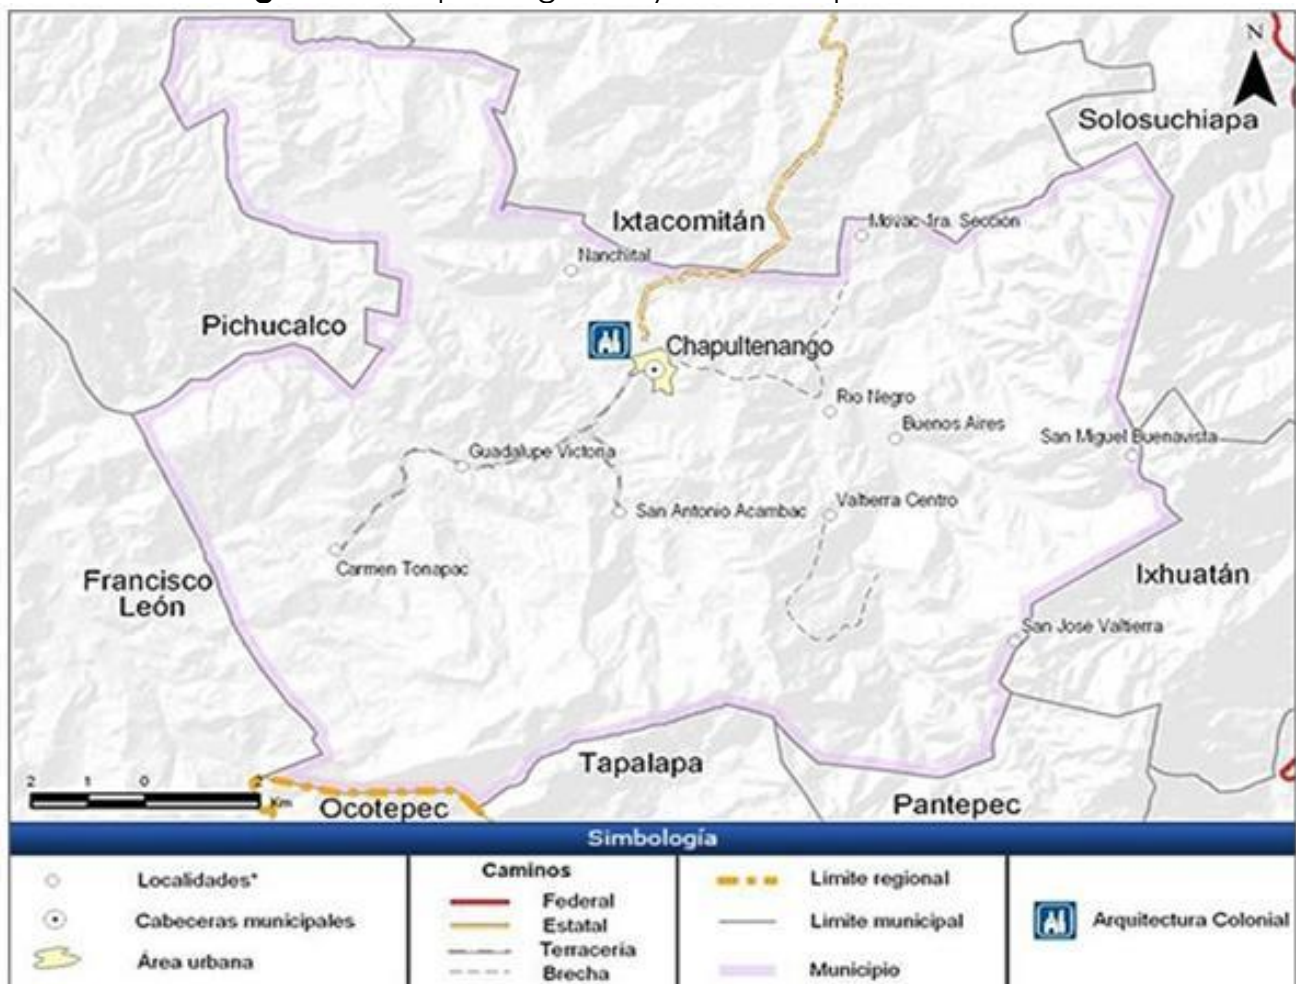 N
Solosuchiapa
Ixtacomitán
Movac 1ra. Sección
Nanchital
Pichucalco
Chapultenango
Rio Negro
Buenos Aires
San Miguel Buenavista
Guadalupe Victoria
Valtierra Centro
San Antonio Acambac
Carmen Tonapac
Francisco
León
Ixhuatán
San Jose Valtierra
Tapalapa
2 1 0 2
Km
Ocotepec
Pantepec
Simbología
Localidades*
Cabeceras municipales
Área urbana
Caminos
Federal
Estatal
Terracería
Brecha
Límite regional
Límite municipal
Municipio
Arquitectura Colonial